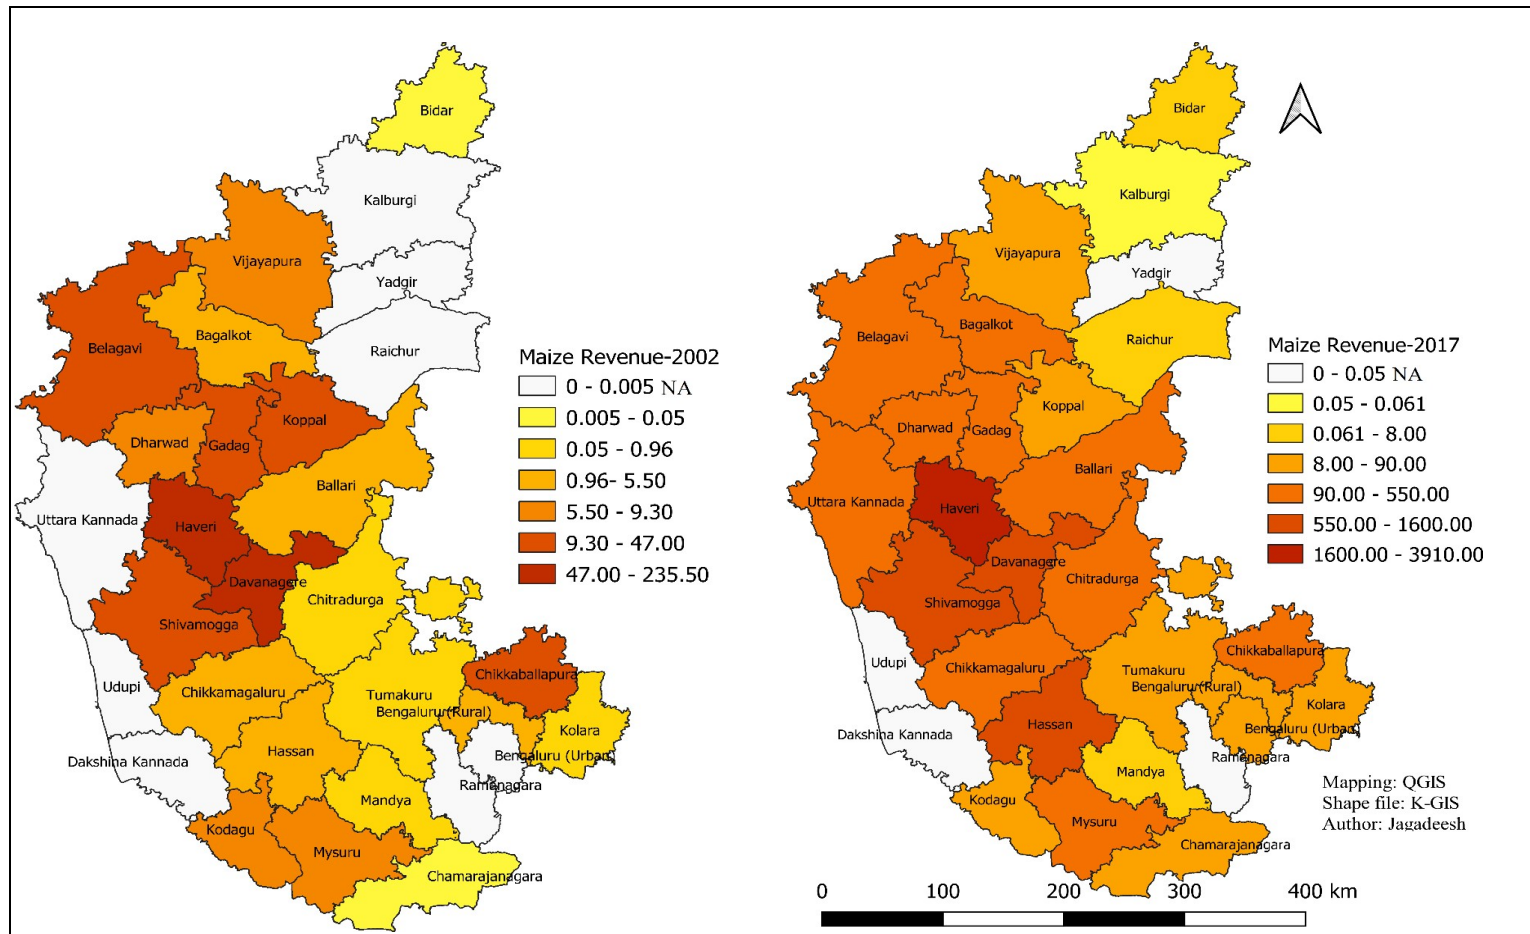 Bidar
Kalburgi
Vijayapura
Yadgir
Bagalkot
Belagavi
Raichur
Koppal
Dharwad
Gadag
Ballari
Uttara Kannada
Haveri
Davanagere
Chitradurga
Shivamogga
Chikkaballapura
Udupi
Chikkamagaluru
Tumakuru
Bengaluru (Rural)
Kolara
Hassan
Bengaluru (Urban)
Dakshina Kannada
Ramanagara
Mandya
Kodagu
Mysuru
Chamarajanagara
Maize Revenue-2002
0 - 0.005 NA
0.005 - 0.05
0.05 - 0.96
0.96- 5.50
5.50 - 9.30
9.30 - 47.00
47.00 - 235.50
Bidar
Kalburgi
Vijayapura
Yadgir
Bagalkot
Belagavi
Raichur
Koppal
Dharwad
Gadag
Ballari
Uttara Kannada
Haveri
Davanagere
Chitradurga
Shivamogga
Chikkaballapura
Udupi
Chikkamagaluru
Tumakuru
Bengaluru (Rural)
Kolara
Hassan
Bengaluru (Urban)
Dakshina Kannada
Ramanagara
Mandya
Kodagu
Mysuru
Chamarajanagara
Maize Revenue-2017
0 - 0.05 NA
0.05 - 0.061
0.061 - 8.00
8.00 - 90.00
90.00 - 550.00
550.00 - 1600.00
1600.00 - 3910.00
Mapping: QGIS
Shape file: K-GIS
Author: Jagadeesh
0 100 200 300 400 km